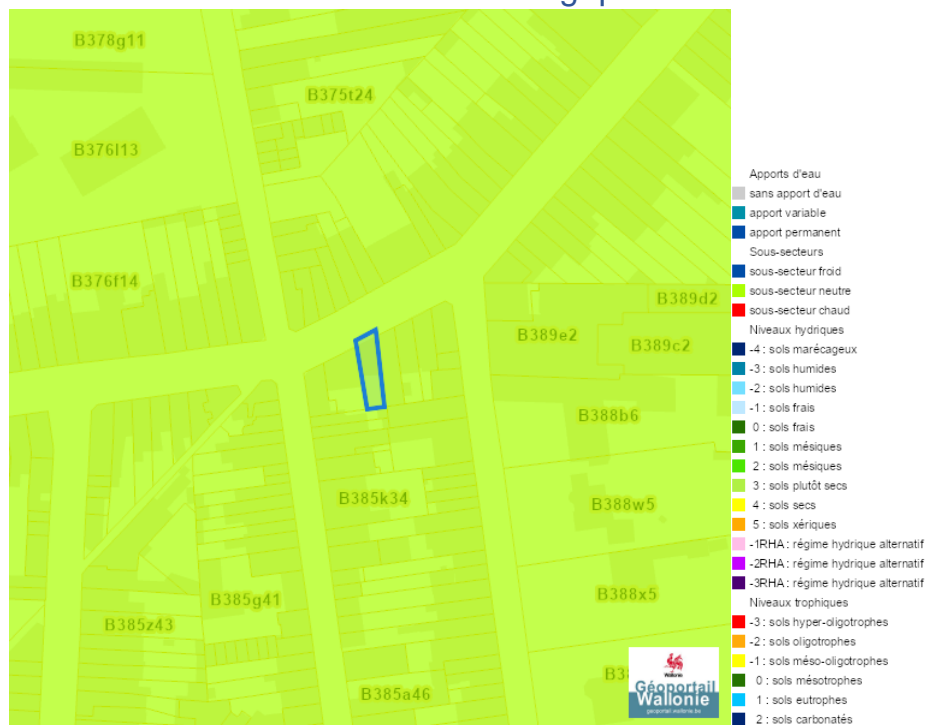 B378g11
B375t24
B376l13
B376f14
B389d2
B389e2
B389c2
B388b6
B385k34
B388w5
B385g41
B388x5
B385z43
B385a46
Apports d'eau
sans apport d'eau
apport variable
apport permanent
Sous-secteurs
sous-secteur froid
sous-secteur neutre
sous-secteur chaud
Niveaux hydriques
-4 : sols marécageux
-3 : sols humides
-2 : sols humides
-1 : sols frais
0 : sols frais
1 : sols mésiques
2 : sols mésiques
3 : sols plutôt secs
4 : sols secs
5 : sols xériques
-1RHA : régime hydrique alternatif
-2RHA : régime hydrique alternatif
-3RHA : régime hydrique alternatif
Niveaux trophiques
-3 : sols hyper-oligotrophes
-2 : sols oligotrophes
-1 : sols méso-oligotrophes
0 : sols mésotrophes
1 : sols eutrophes
2 : sols carbonatés
Wallonie
Géoportail
Wallonie
geoportail.wallonie.be